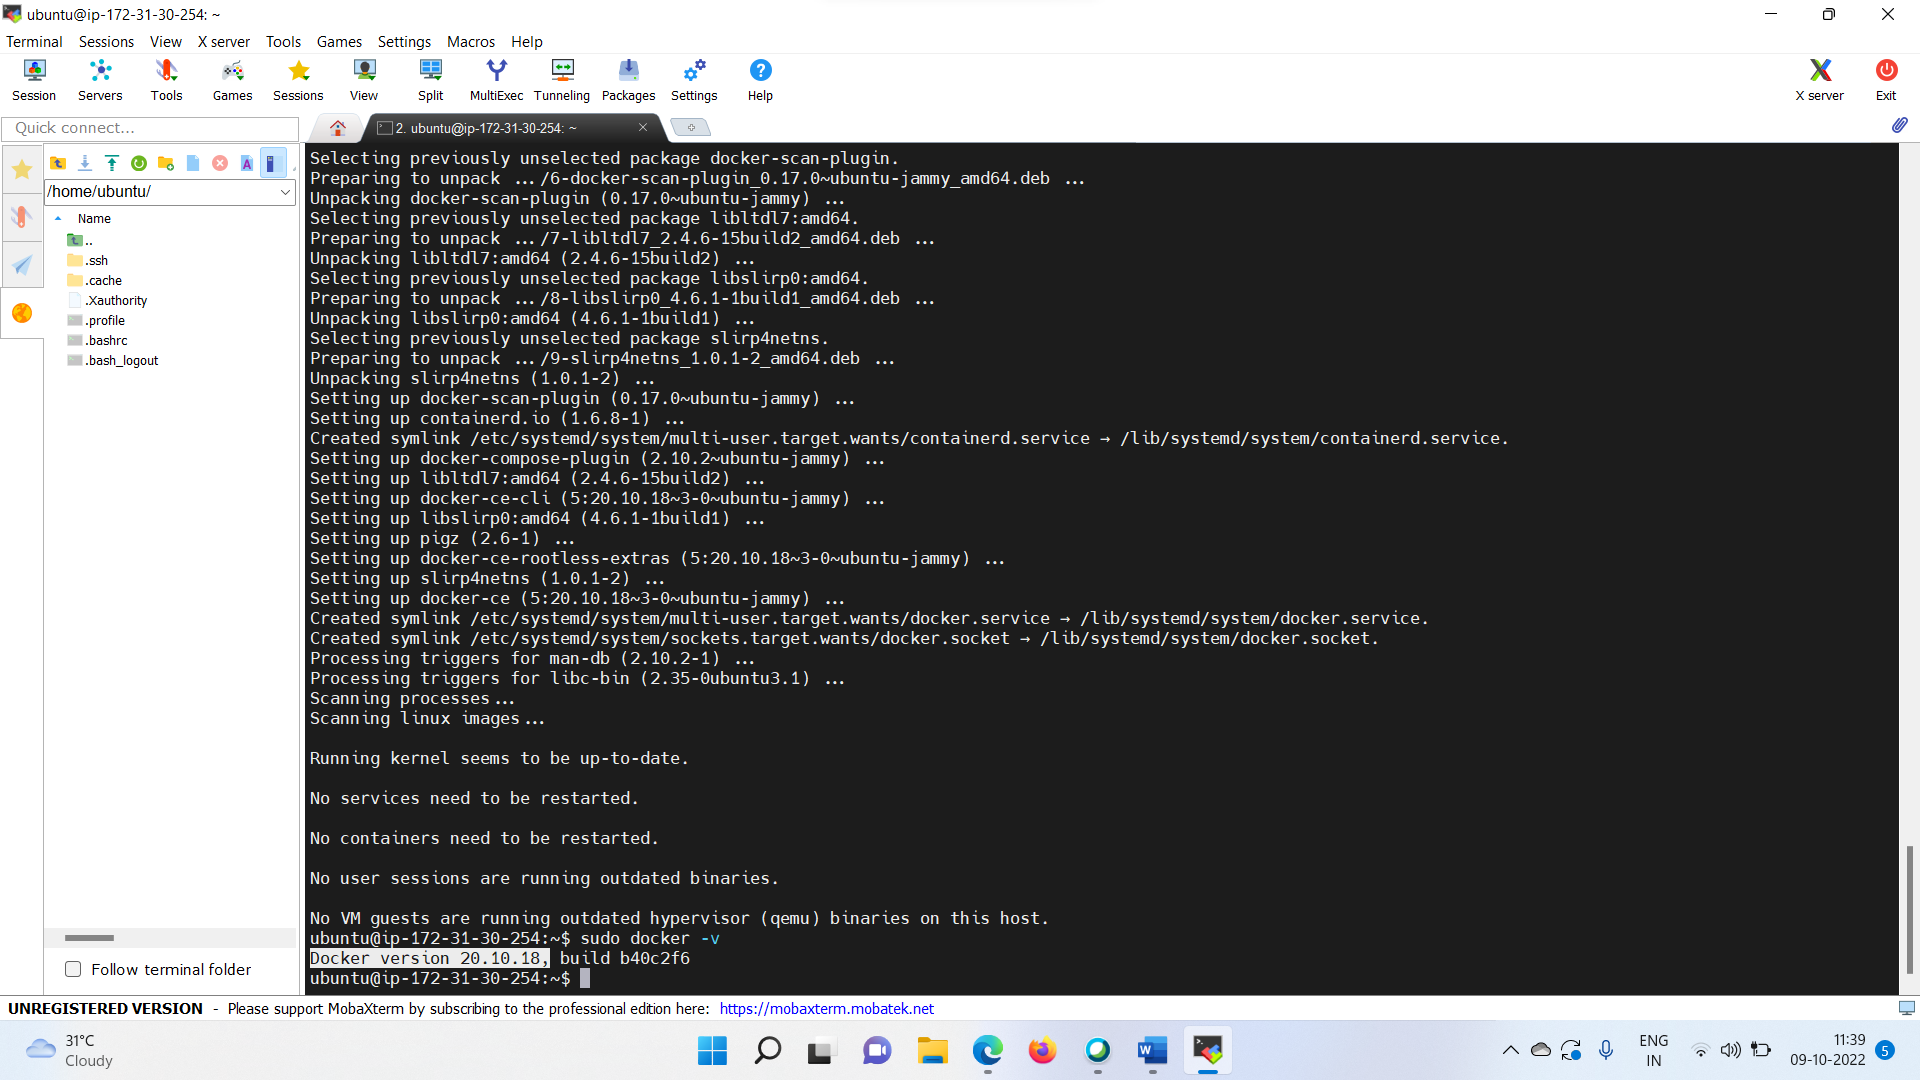 ubuntu@ip-172-31-30-254: ~
Terminal Sessions View X server Tools Games Settings Macros Help
Session Servers Tools Games Sessions View Split MultiExec Tunneling Packages Settings Help X server Exit
Quick connect...
2. ubuntu@ip-172-31-30-254: ~
/home/ubuntu/
Name
..
.ssh
.cache
.Xauthority
.profile
.bashrc
.bash_logout
Follow terminal folder
Selecting previously unselected package docker-scan-plugin.
Preparing to unpack .../6-docker-scan-plugin_0.17.0~ubuntu-jammy_amd64.deb ...
Unpacking docker-scan-plugin (0.17.0~ubuntu-jammy) ...
Selecting previously unselected package libltdl7:amd64.
Preparing to unpack .../7-libltdl7_2.4.6-15build2_amd64.deb ...
Unpacking libltdl7:amd64 (2.4.6-15build2) ...
Selecting previously unselected package libslirp0:amd64.
Preparing to unpack .../8-libslirp0_4.6.1-1build1_amd64.deb ...
Unpacking libslirp0:amd64 (4.6.1-1build1) ...
Selecting previously unselected package slirp4netns.
Preparing to unpack .../9-slirp4netns_1.0.1-2_amd64.deb ...
Unpacking slirp4netns (1.0.1-2) ...
Setting up docker-scan-plugin (0.17.0~ubuntu-jammy) ...
Setting up containerd.io (1.6.8-1) ...
Created symlink /etc/systemd/system/multi-user.target.wants/containerd.service → /lib/systemd/system/containerd.service.
Setting up docker-compose-plugin (2.10.2~ubuntu-jammy) ...
Setting up libltdl7:amd64 (2.4.6-15build2) ...
Setting up docker-ce-cli (5:20.10.18~3-0~ubuntu-jammy) ...
Setting up libslirp0:amd64 (4.6.1-1build1) ...
Setting up pigz (2.6-1) ...
Setting up docker-ce-rootless-extras (5:20.10.18~3-0~ubuntu-jammy) ...
Setting up slirp4netns (1.0.1-2) ...
Setting up docker-ce (5:20.10.18~3-0~ubuntu-jammy) ...
Created symlink /etc/systemd/system/multi-user.target.wants/docker.service → /lib/systemd/system/docker.service.
Created symlink /etc/systemd/system/sockets.target.wants/docker.socket → /lib/systemd/system/docker.socket.
Processing triggers for man-db (2.10.2-1) ...
Processing triggers for libc-bin (2.35-0ubuntu3.1) ...
Scanning processes...
Scanning linux images...
Running kernel seems to be up-to-date.
No services need to be restarted.
No containers need to be restarted.
No user sessions are running outdated binaries.
No VM guests are running outdated hypervisor (qemu) binaries on this host.
ubuntu@ip-172-31-30-254:~$ sudo docker -v
Docker version 20.10.18, build b40c2f6
ubuntu@ip-172-31-30-254:~$
UNREGISTERED VERSION - Please support MobaXterm by subscribing to the professional edition here: https://mobaxterm.mobatek.net
31°C
Cloudy
ENG
IN
11:39
09-10-2022
5